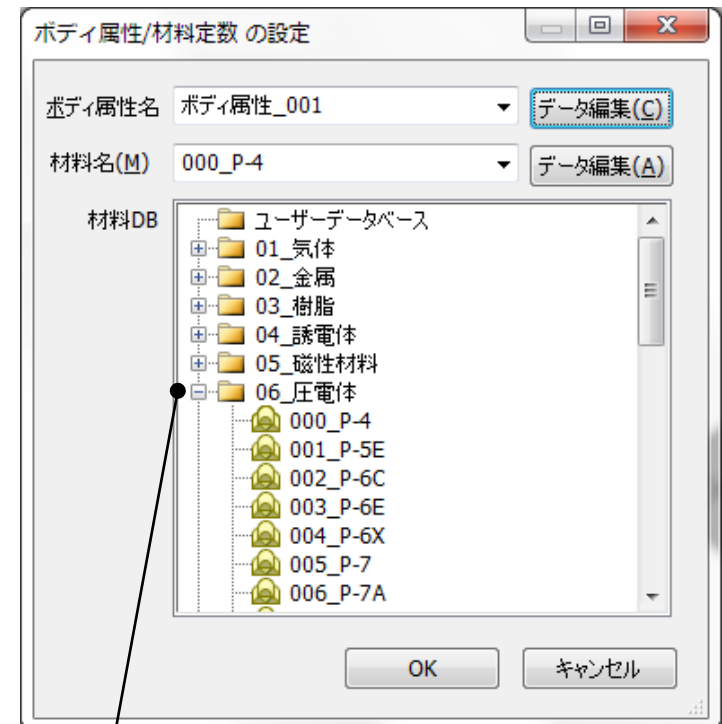 ボディ属性/材料定数 の設定
ボディ属性名 ボディ属性_001 データ編集(C)
材料名(M) 000_P-4 データ編集(A)
材料DB
ユーザーデータベース
01_気体
02_金属
03_樹脂
04_誘電体
05_磁性材料
06_圧電体
000_P-4
001_P-5E
002_P-6C
003_P-6E
004_P-6X
005_P-7
006_P-7A
OK キャンセル